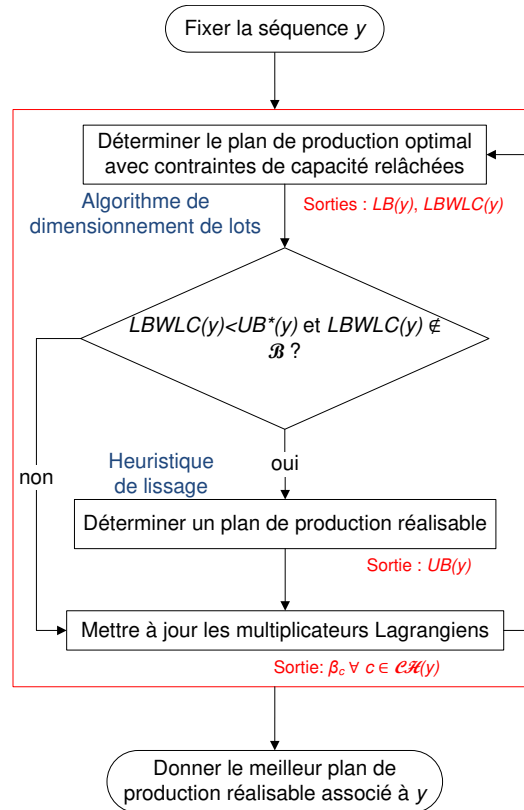 Fixer la séquence y
Déterminer le plan de production optimal
avec contraintes de capacité relâchées
Algorithme de
dimensionnement de lots
Sorties : LB(y), LBWLC(y)
LBWLC(y)<UB*(y) et LBWLC(y) ∉
ℬ ?
non
oui
Heuristique
de lissage
Déterminer un plan de production réalisable
Sortie : UB(y)
Mettre à jour les multiplicateurs Lagrangiens
Sortie: β_c ∀ c ∈ 𝒞ℋ(y)
Donner le meilleur plan de
production réalisable associé à y